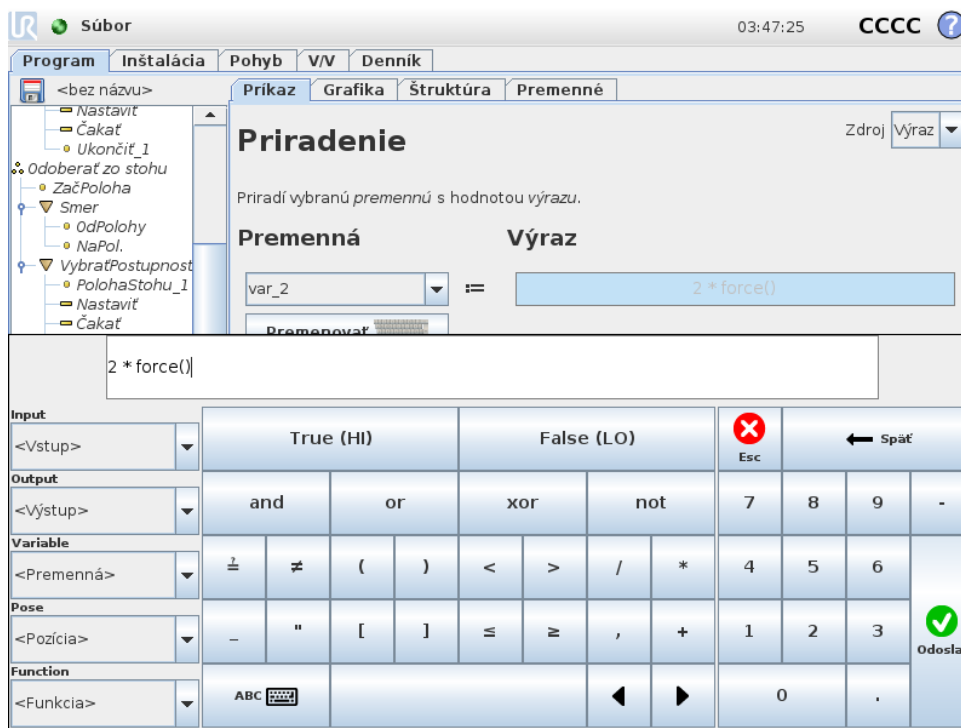 UR Súbor 03:47:25 CCCC ?
Program Inštalácia Pohyb V/V Denník
<bez názvu> Príkaz Grafika Štruktúra Premenné
Nastaviť
Čakať
Ukončiť_1
Odoberať zo stohu
ZačPoloha
Smer
OdPolohy
NaPol.
VybraťPostupnost
PolohaStohu_1
Nastaviť
Čakať
Priradenie
Zdroj Výraz
Priradí vybranú premennú s hodnotou výrazu.
Premenná Výraz
var_2 := 2 * force()
Premenovať
2 * force()
Input
<Vstup>
Output
<Výstup>
Variable
<Premenná>
Pose
<Pozícia>
Function
<Funkcia>
True (HI) False (LO) Esc Späť
and or xor not 7 8 9 -
≟ ≠ ( ) < > / * 4 5 6
_ " [ ] ≤ ≥ , + 1 2 3 Odosla
ABC 0 .